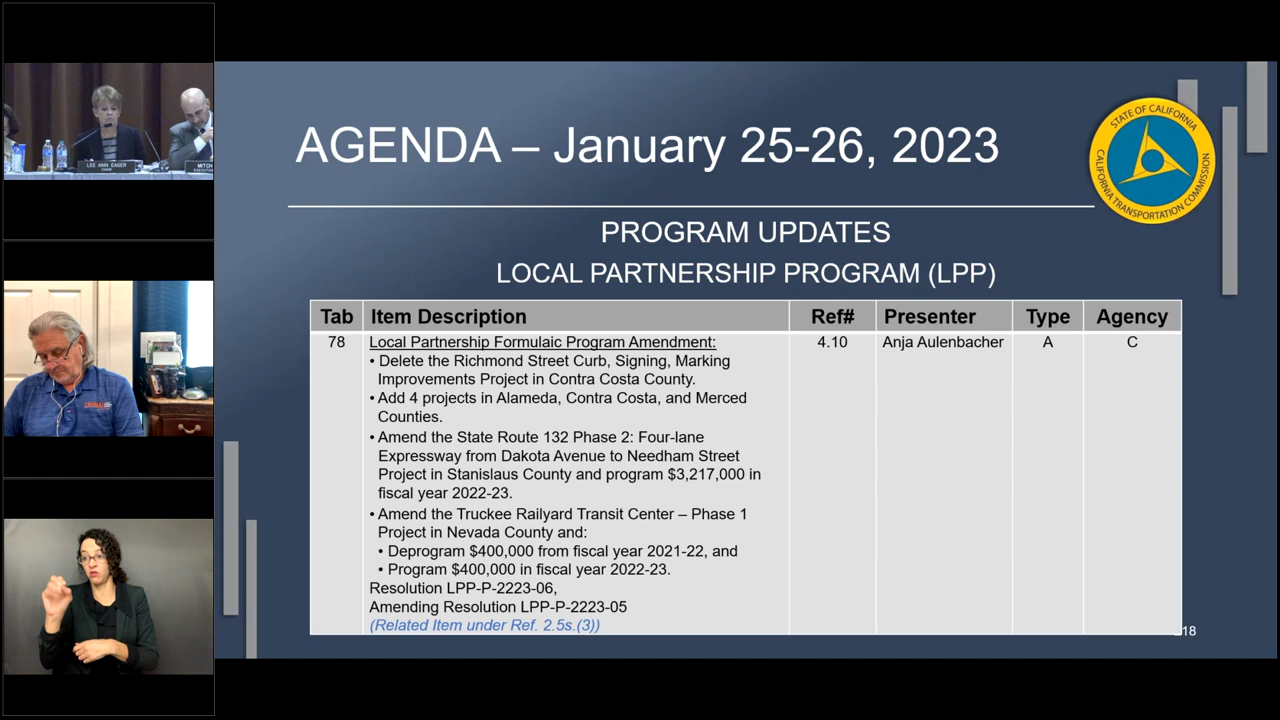 AGENDA – January 25-26, 2023
STATE OF CALIFORNIA
CALIFORNIA TRANSPORTATION COMMISSION
PROGRAM UPDATES
LOCAL PARTNERSHIP PROGRAM (LPP)
Tab Item Description Ref# Presenter Type Agency
78 Local Partnership Formulaic Program Amendment: 4.10 Anja Aulenbacher A C
• Delete the Richmond Street Curb, Signing, Marking
Improvements Project in Contra Costa County.
• Add 4 projects in Alameda, Contra Costa, and Merced
Counties.
• Amend the State Route 132 Phase 2: Four-lane
Expressway from Dakota Avenue to Needham Street
Project in Stanislaus County and program $3,217,000 in
fiscal year 2022-23.
• Amend the Truckee Railyard Transit Center – Phase 1
Project in Nevada County and:
• Deprogram $400,000 from fiscal year 2021-22, and
• Program $400,000 in fiscal year 2022-23.
Resolution LPP-P-2223-06,
Amending Resolution LPP-P-2223-05
(Related Item under Ref. 2.5s.(3))
18
LEE ANN EAGER
CHAIR